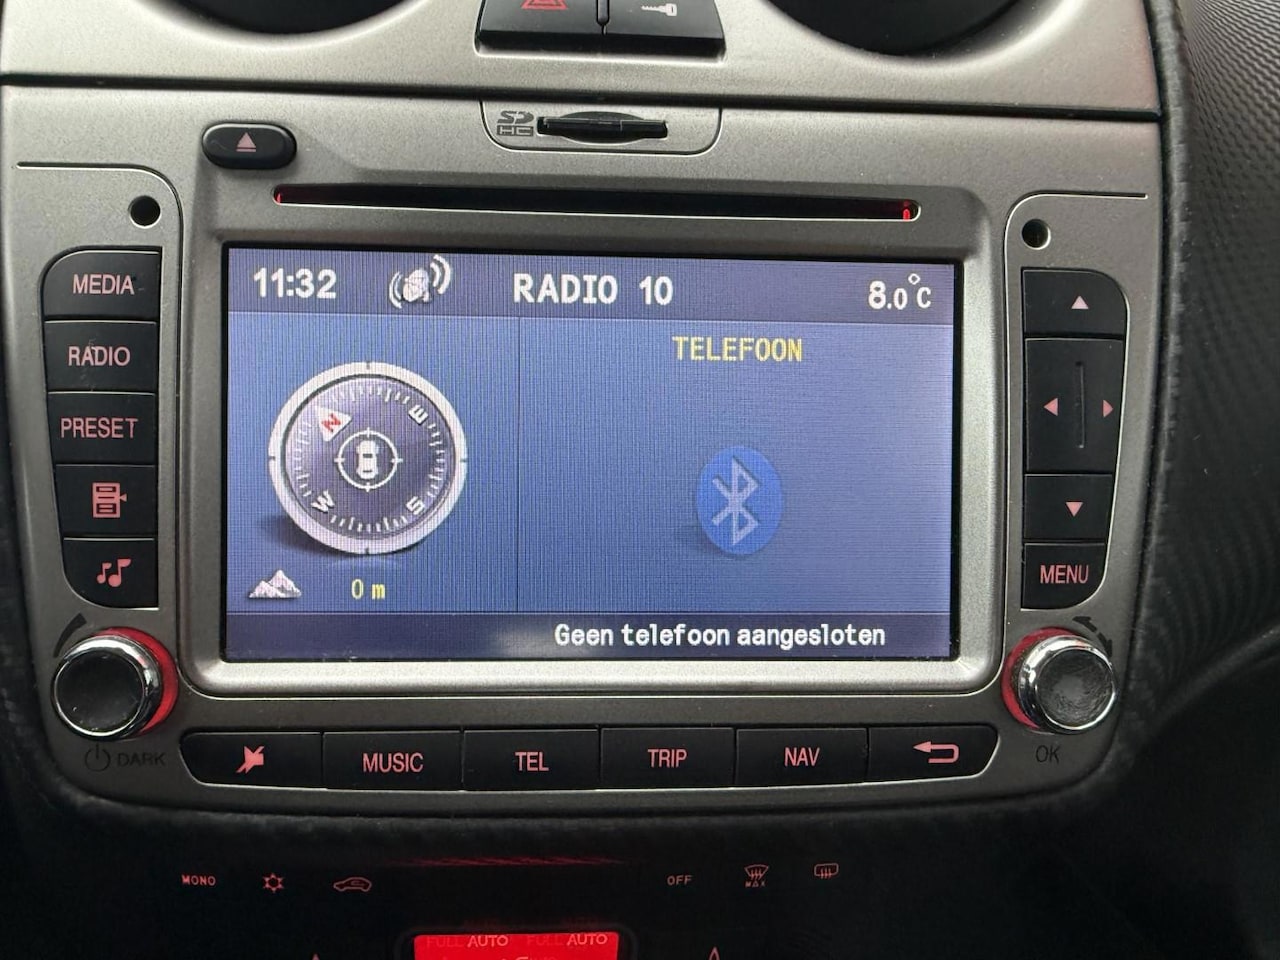 SD
HC
11:32 RADIO 10 8.0°C
TELEFOON
N
E
W
S
0 m
Geen telefoon aangesloten
MEDIA
RADIO
PRESET
MENU
DARK
MUSIC
TEL
TRIP
NAV
OK
MONO
OFF
MAX
FULL AUTO FULL AUTO